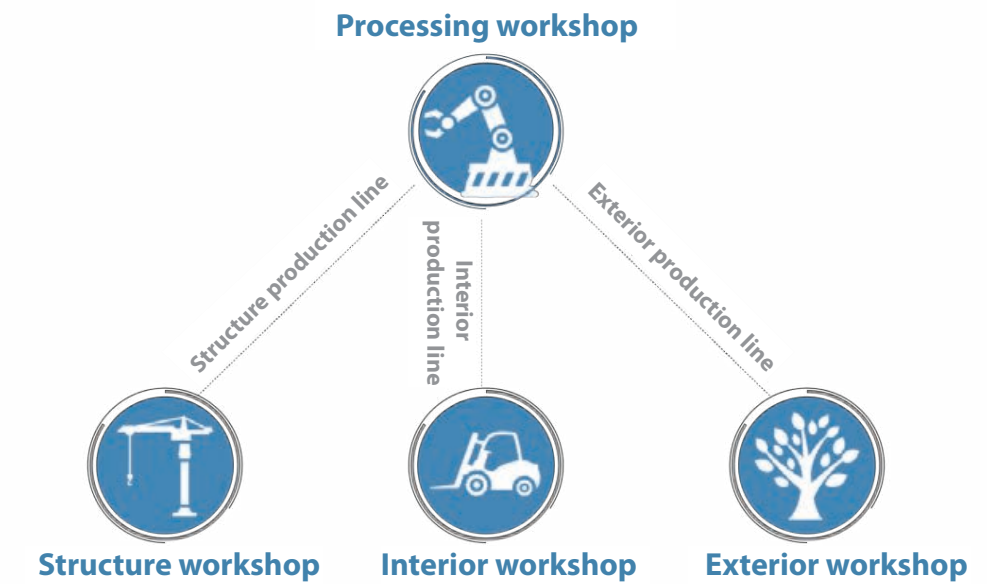 Processing workshop
Structure production line
Interior
production line
Exterior production line
Structure workshop
Interior workshop
Exterior workshop